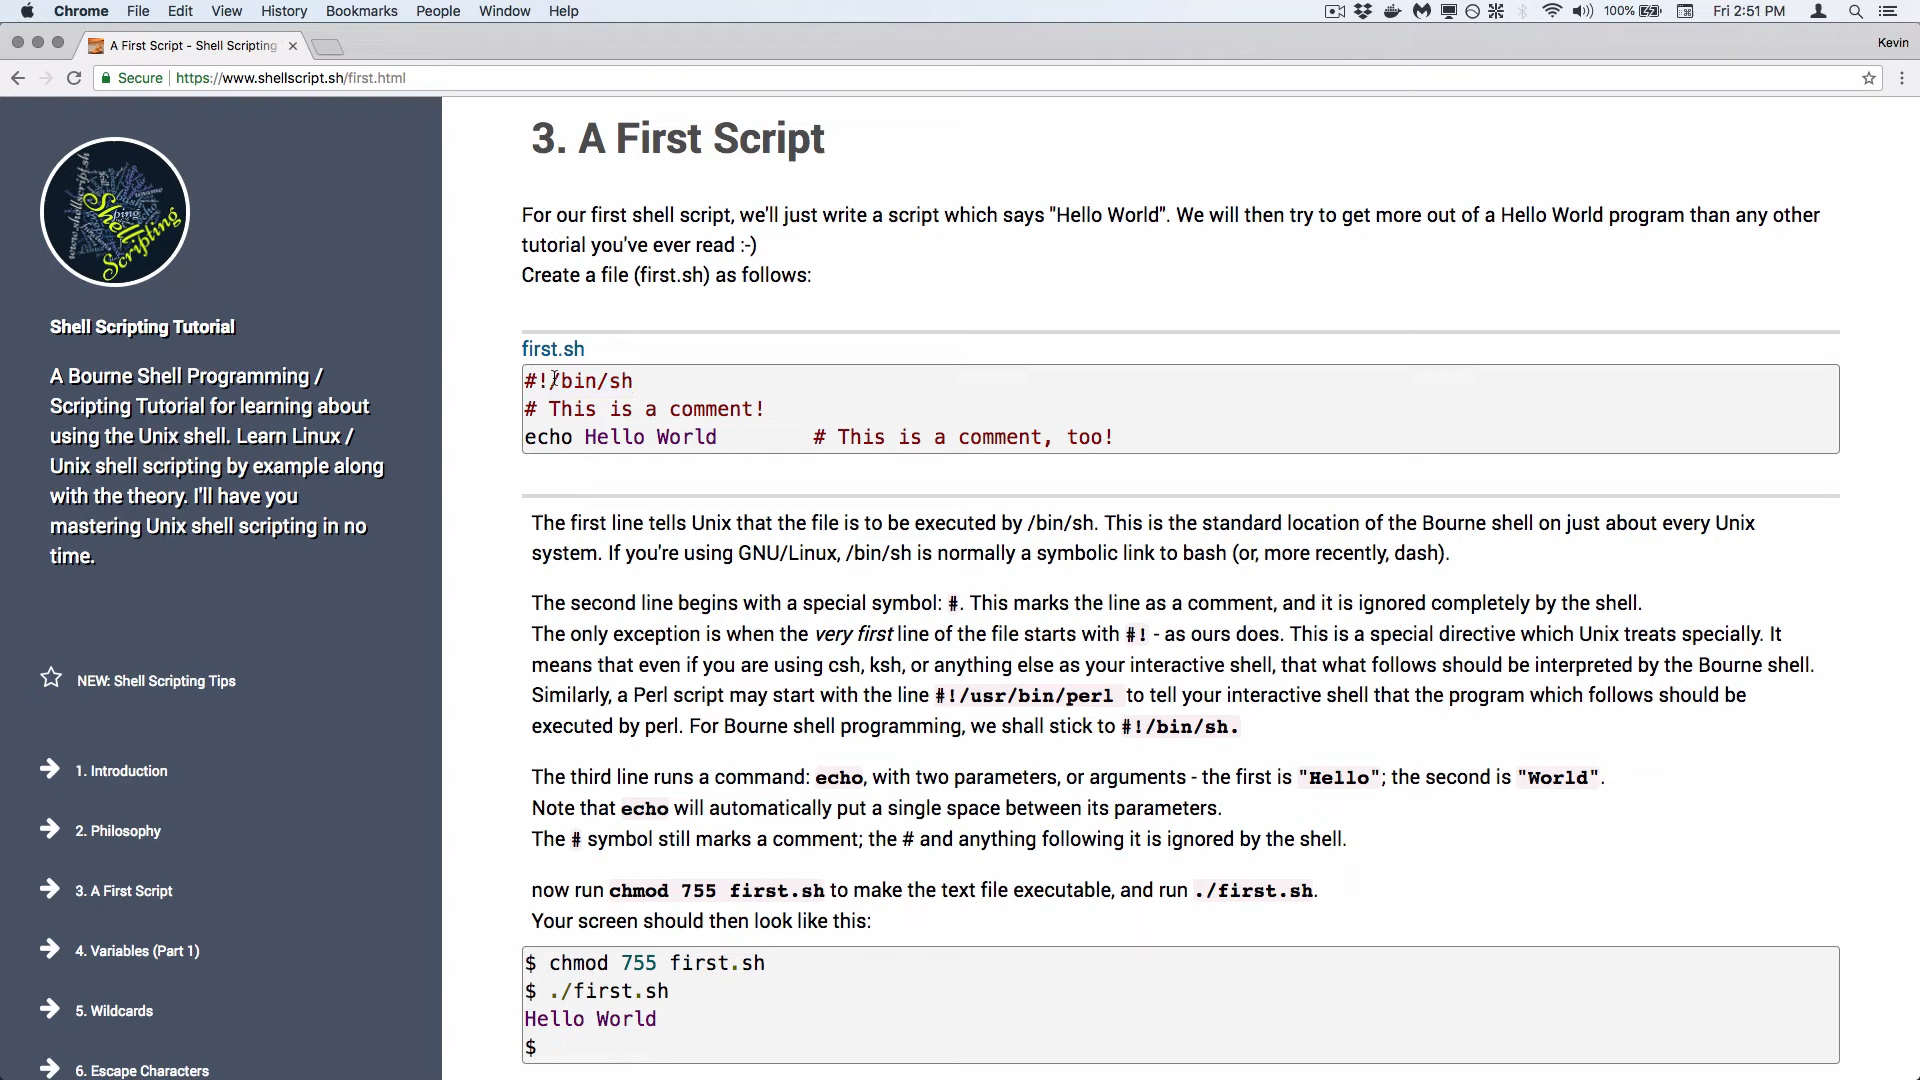 Chrome File Edit View History Bookmarks People Window Help 100% Fri 2:51 PM
A First Script - Shell Scripting
Kevin
Secure https://www.shellscript.sh/first.html
Shell Scripting
Shell Scripting Tutorial
A Bourne Shell Programming /
Scripting Tutorial for learning about
using the Unix shell. Learn Linux /
Unix shell scripting by example along
with the theory. I'll have you
mastering Unix shell scripting in no
time.
NEW: Shell Scripting Tips
1. Introduction
2. Philosophy
3. A First Script
4. Variables (Part 1)
5. Wildcards
6. Escape Characters
3. A First Script
For our first shell script, we'll just write a script which says "Hello World". We will then try to get more out of a Hello World program than any other
tutorial you've ever read :-)
Create a file (first.sh) as follows:
first.sh
#!/bin/sh
# This is a comment!
echo Hello World        # This is a comment, too!
The first line tells Unix that the file is to be executed by /bin/sh. This is the standard location of the Bourne shell on just about every Unix
system. If you're using GNU/Linux, /bin/sh is normally a symbolic link to bash (or, more recently, dash).
The second line begins with a special symbol: #. This marks the line as a comment, and it is ignored completely by the shell.
The only exception is when the very first line of the file starts with #! - as ours does. This is a special directive which Unix treats specially. It
means that even if you are using csh, ksh, or anything else as your interactive shell, that what follows should be interpreted by the Bourne shell.
Similarly, a Perl script may start with the line #!/usr/bin/perl to tell your interactive shell that the program which follows should be
executed by perl. For Bourne shell programming, we shall stick to #!/bin/sh.
The third line runs a command: echo, with two parameters, or arguments - the first is "Hello"; the second is "World".
Note that echo will automatically put a single space between its parameters.
The # symbol still marks a comment; the # and anything following it is ignored by the shell.
now run chmod 755 first.sh to make the text file executable, and run ./first.sh.
Your screen should then look like this:
$ chmod 755 first.sh
$ ./first.sh
Hello World
$